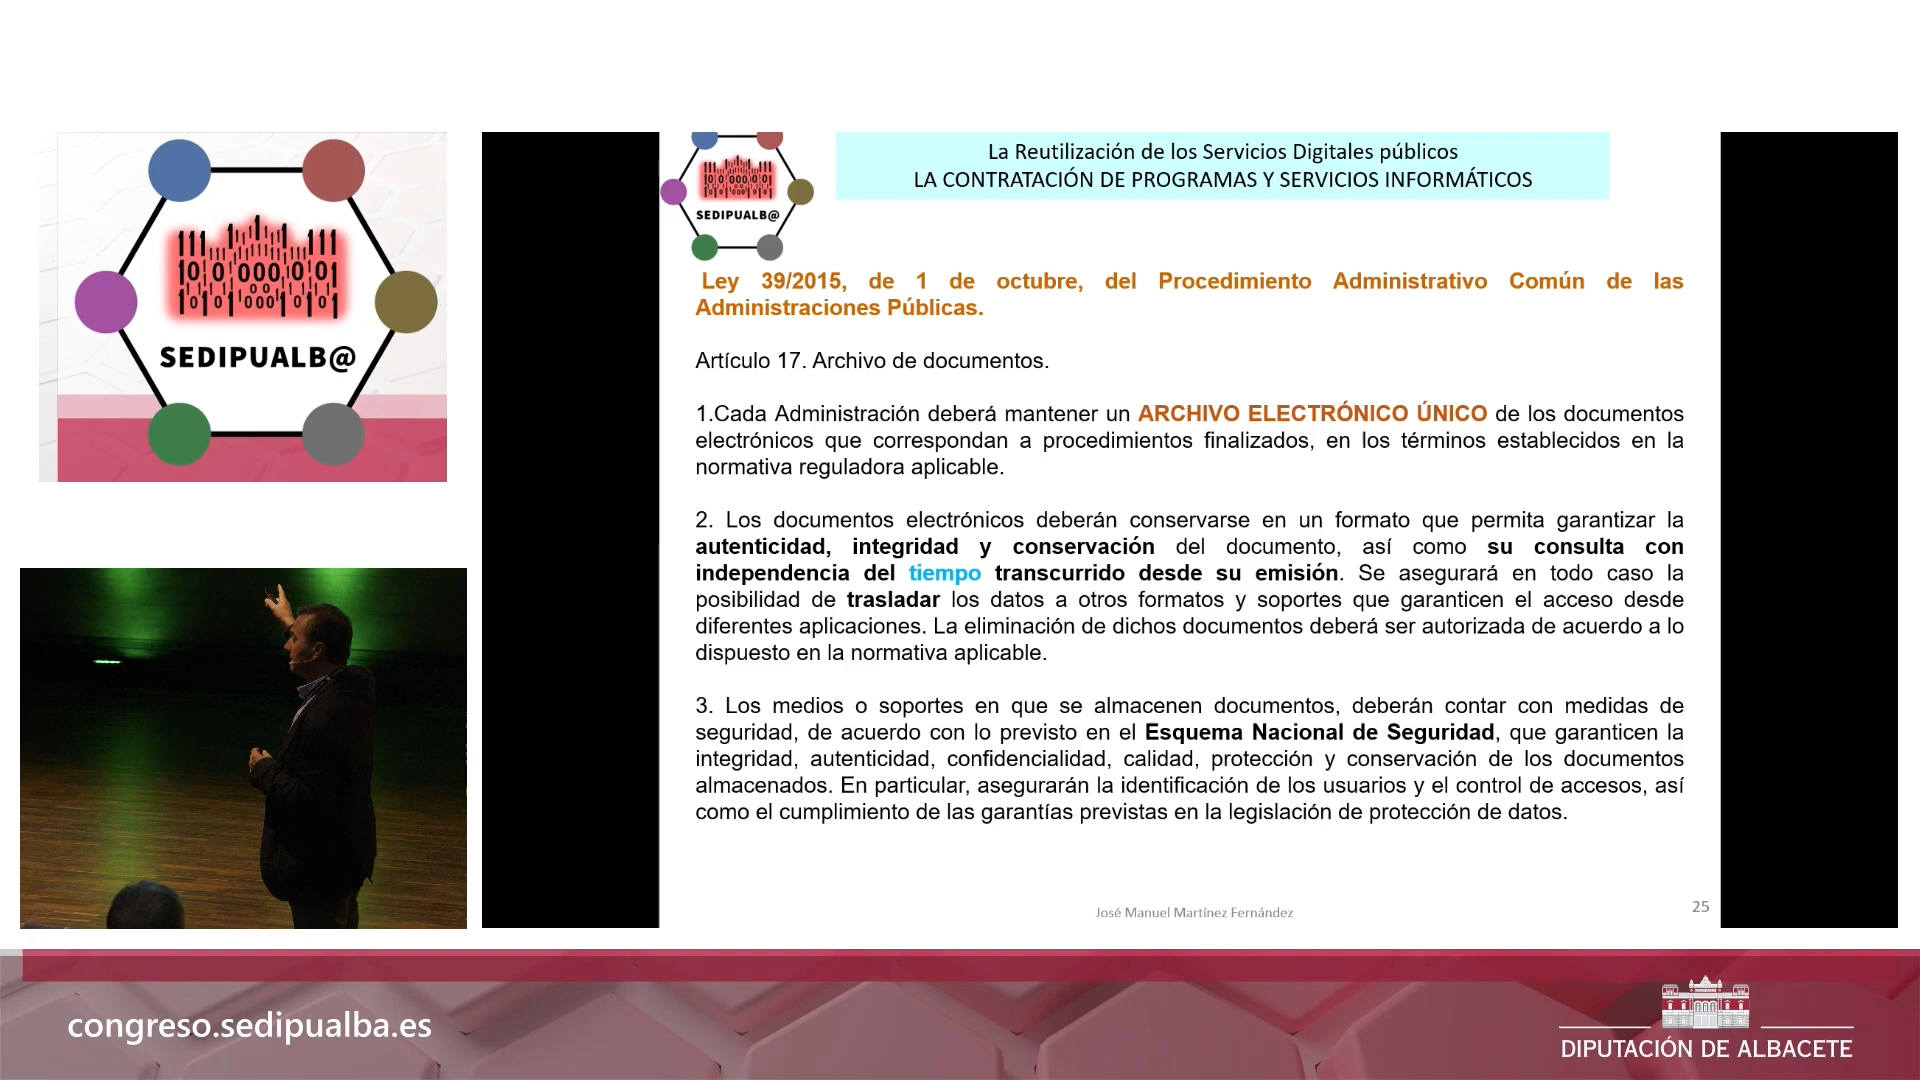 SEDIPUALB@
SEDIPUALB@
La Reutilización de los Servicios Digitales públicos
LA CONTRATACIÓN DE PROGRAMAS Y SERVICIOS INFORMÁTICOS
Ley 39/2015, de 1 de octubre, del Procedimiento Administrativo Común de las
Administraciones Públicas.
Artículo 17. Archivo de documentos.
1.Cada Administración deberá mantener un ARCHIVO ELECTRÓNICO ÚNICO de los documentos
electrónicos que correspondan a procedimientos finalizados, en los términos establecidos en la
normativa reguladora aplicable.
2. Los documentos electrónicos deberán conservarse en un formato que permita garantizar la
autenticidad, integridad y conservación del documento, así como su consulta con
independencia del tiempo transcurrido desde su emisión. Se asegurará en todo caso la
posibilidad de trasladar los datos a otros formatos y soportes que garanticen el acceso desde
diferentes aplicaciones. La eliminación de dichos documentos deberá ser autorizada de acuerdo a lo
dispuesto en la normativa aplicable.
3. Los medios o soportes en que se almacenen documentos, deberán contar con medidas de
seguridad, de acuerdo con lo previsto en el Esquema Nacional de Seguridad, que garanticen la
integridad, autenticidad, confidencialidad, calidad, protección y conservación de los documentos
almacenados. En particular, asegurarán la identificación de los usuarios y el control de accesos, así
como el cumplimiento de las garantías previstas en la legislación de protección de datos.
José Manuel Martínez Fernández
25
congreso.sedipualba.es
DIPUTACIÓN DE ALBACETE